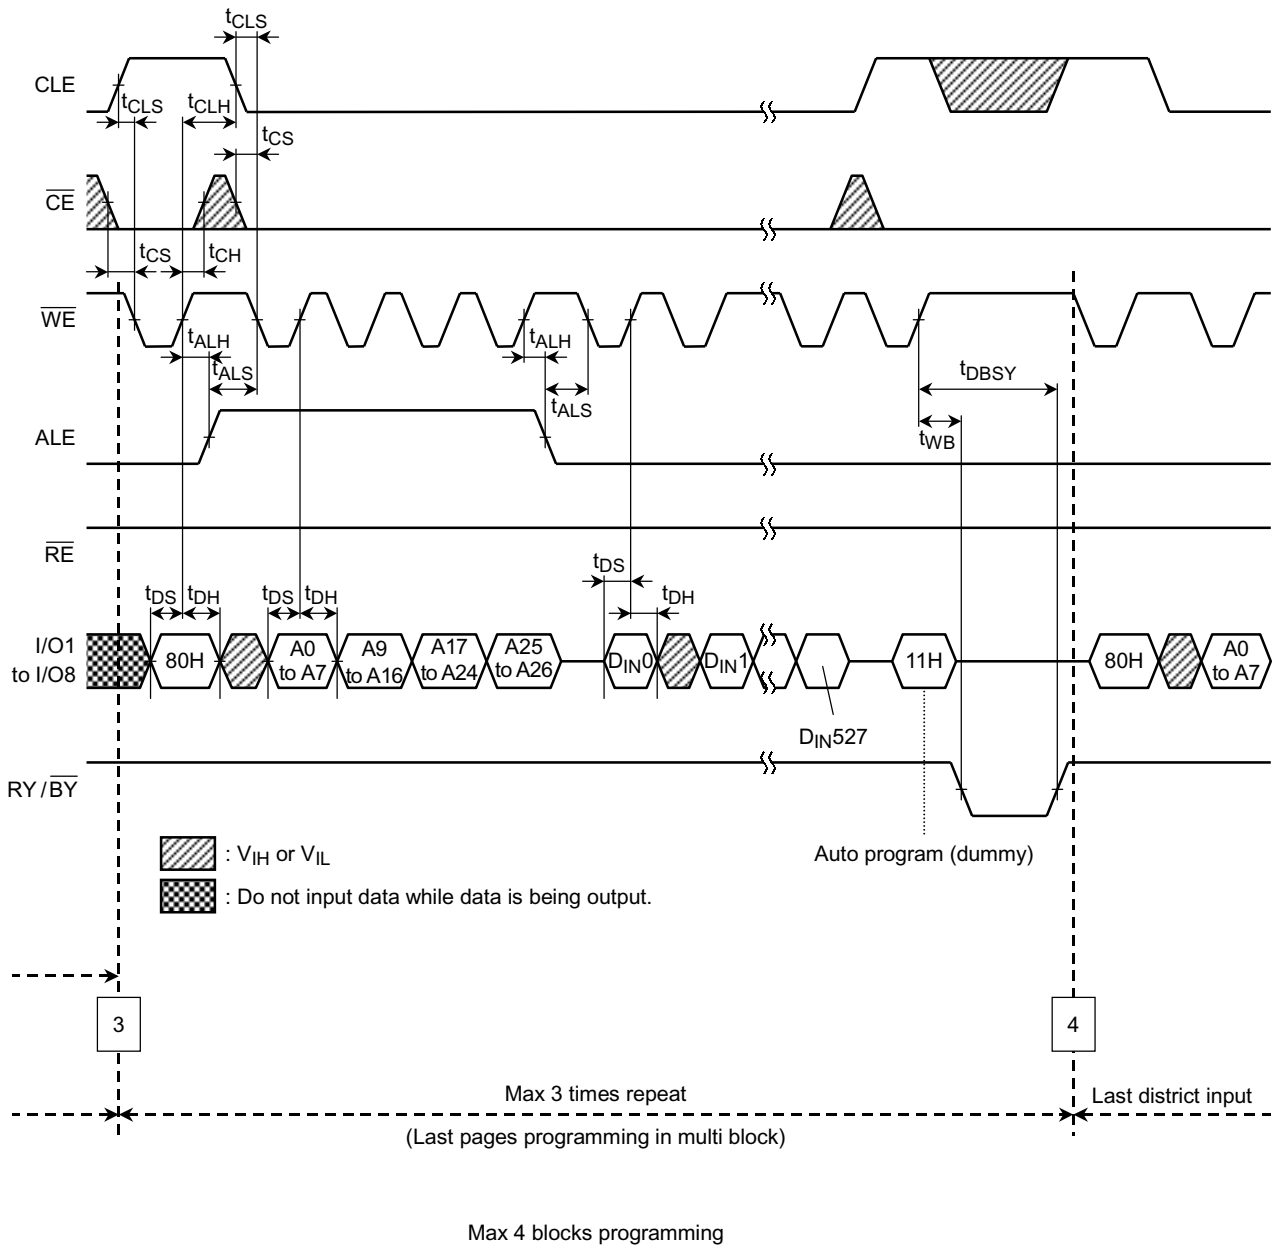 tCLS
CLE
tCLS
tCLH
tCS
CE
tCS
tCH
WE
tALH
tALS
tALH
tALS
tDBSY
tWB
ALE
RE
tDS
tDH
tDS
tDH
tDS
tDH
I/O1
to I/O8
80H
A0
to A7
A9
to A16
A17
to A24
A25
to A26
DIN0
DIN1
DIN527
11H
80H
A0
to A7
RY/BY
Auto program (dummy)
: VIH or VIL
: Do not input data while data is being output.
3
4
Max 3 times repeat
Last district input
(Last pages programming in multi block)
Max 4 blocks programming